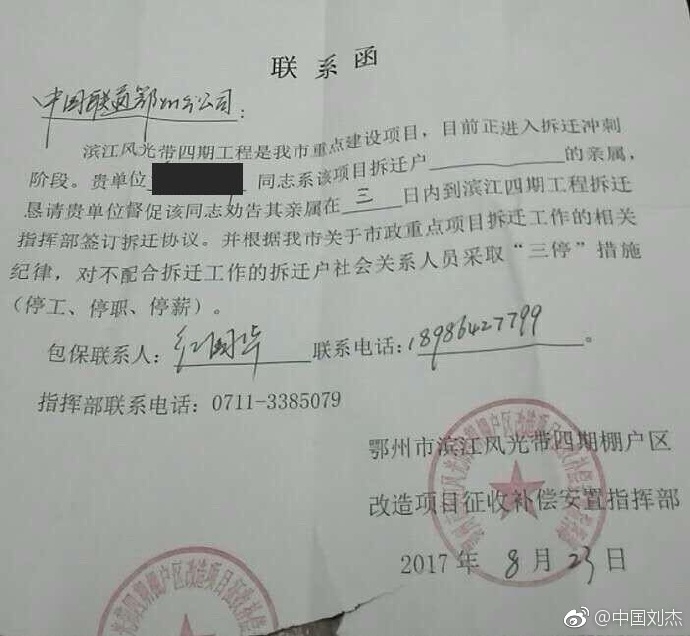 联系函
中国联通鄂州分公司：
滨江风光带四期工程是我市重点建设项目，目前正进入拆迁冲刺
阶段。贵单位 同志系该项目拆迁户 的亲属，
恳请贵单位督促该同志劝告其亲属在三日内到滨江四期工程拆迁
指挥部签订拆迁协议。并根据我市关于市政重点项目拆迁工作的相关
纪律，对不配合拆迁工作的拆迁户社会关系人员采取“三停”措施
（停工、停职、停薪）。
包保联系人： 国华 联系电话：18986427799。
指挥部联系电话：0711-3385079
鄂州市滨江风光带四期棚户区
改造项目征收补偿安置指挥部
2017年8月23日
@中国刘杰